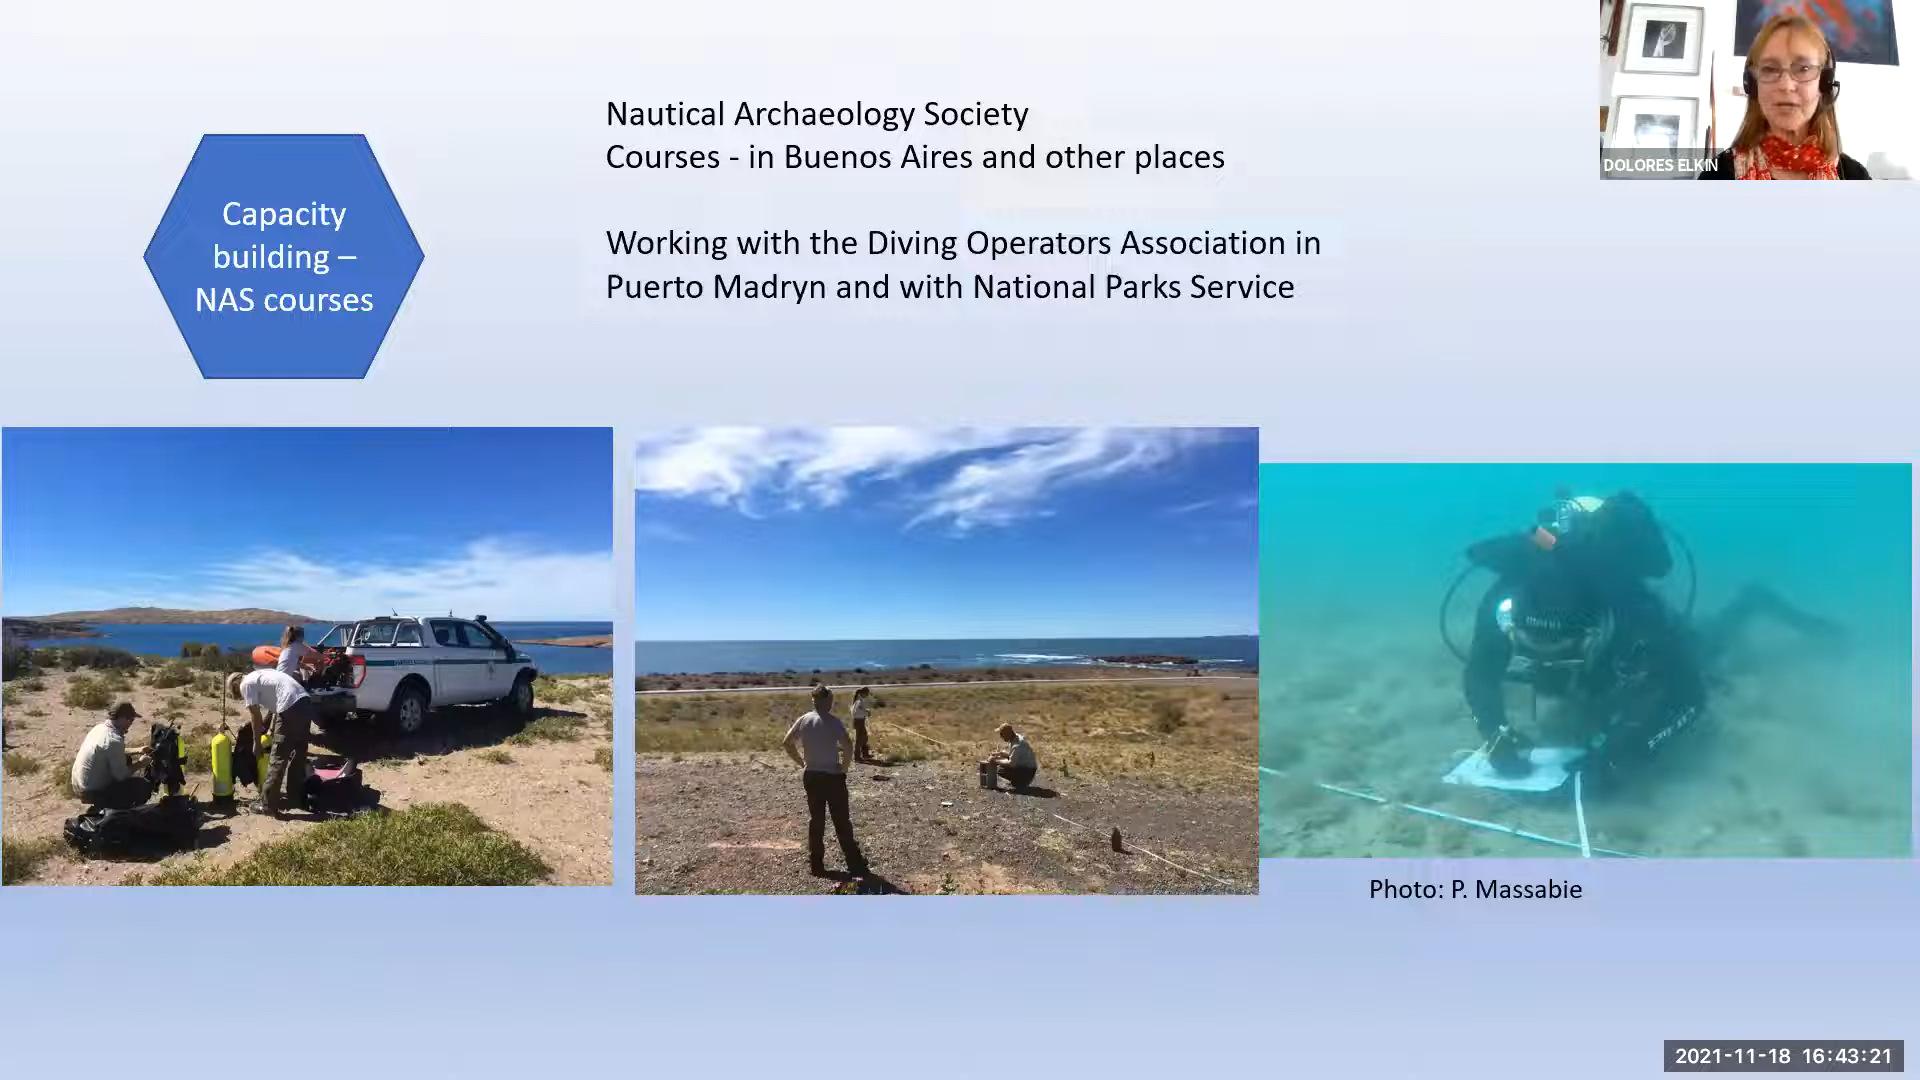 Capacity
building –
NAS courses
Nautical Archaeology Society
Courses - in Buenos Aires and other places
Working with the Diving Operators Association in
Puerto Madryn and with National Parks Service
DOLORES ELKIN
Photo: P. Massabie
2021-11-18 16:43:21